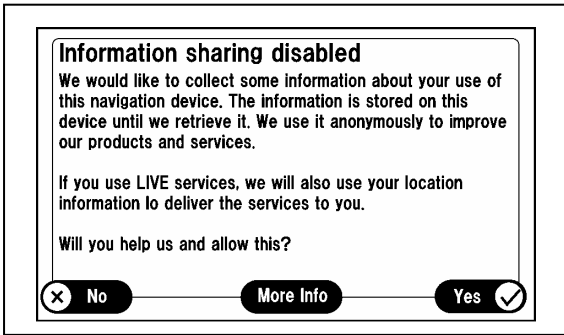 Information sharing disabled
We would like to collect some information about your use of
this navigation device. The information is stored on this
device until we retrieve it. We use it anonymously to improve
our products and services.
If you use LIVE services, we will also use your location
information lo deliver the services to you.
Will you help us and allow this?
No More Info Yes